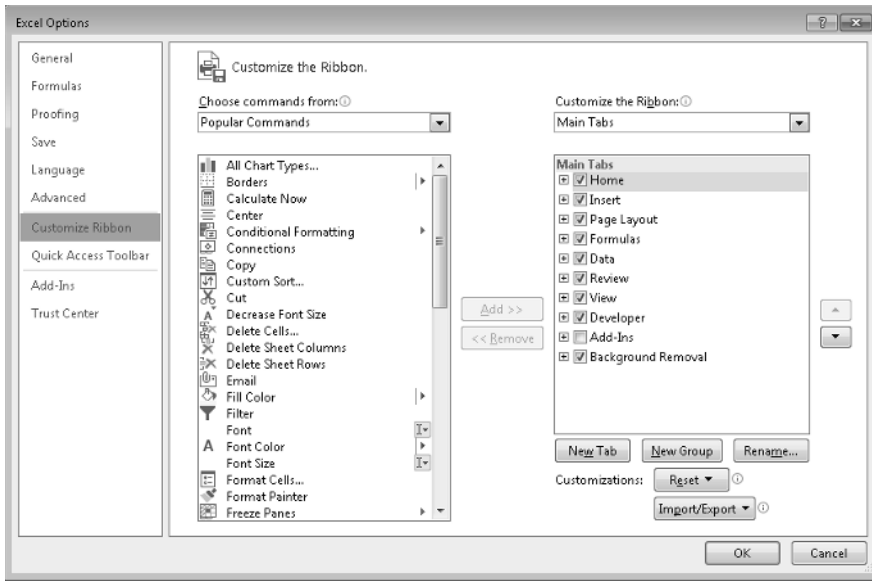 Excel Options
General
Formulas
Proofing
Save
Language
Advanced
Customize Ribbon
Quick Access Toolbar
Add-Ins
Trust Center
Customize the Ribbon.
Choose commands from:
Popular Commands
All Chart Types...
Borders
Calculate Now
Center
Conditional Formatting
Connections
Copy
Custom Sort...
Cut
Decrease Font Size
Delete Cells...
Delete Sheet Columns
Delete Sheet Rows
Email
Fill Color
Filter
Font
Font Color
Font Size
Format Cells...
Format Painter
Freeze Panes
Add >>
<< Remove
Customize the Ribbon:
Main Tabs
Main Tabs
Home
Insert
Page Layout
Formulas
Data
Review
View
Developer
Add-Ins
Background Removal
New Tab
New Group
Rename...
Customizations:
Reset
Import/Export
OK
Cancel